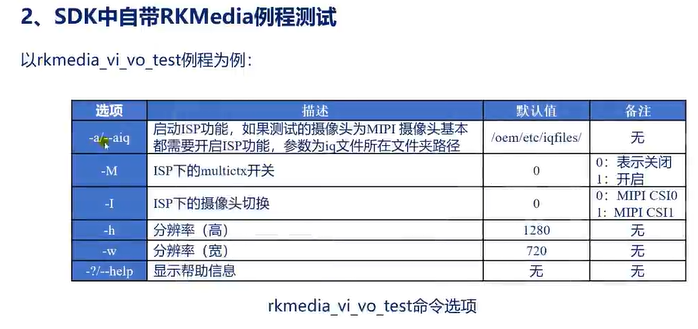 2、SDK中自带RKMedia例程测试
以rkmedia_vi_vo_test例程为例：
选项 描述 默认值 备注
-a/--aiq 启动ISP功能，如果测试的摄像头为MIPI 摄像头基本都需要开启ISP功能，参数为iq文件所在文件夹路径 /oem/etc/iqfiles/ 无
-M ISP下的multictx开关 0 0：表示关闭 1：开启
-I ISP下的摄像头切换 0 0：MIPI CSI0 1：MIPI CSI1
-h 分辨率（高） 1280 无
-w 分辨率（宽） 720 无
-?/--help 显示帮助信息 无 无
rkmedia_vi_vo_test命令选项